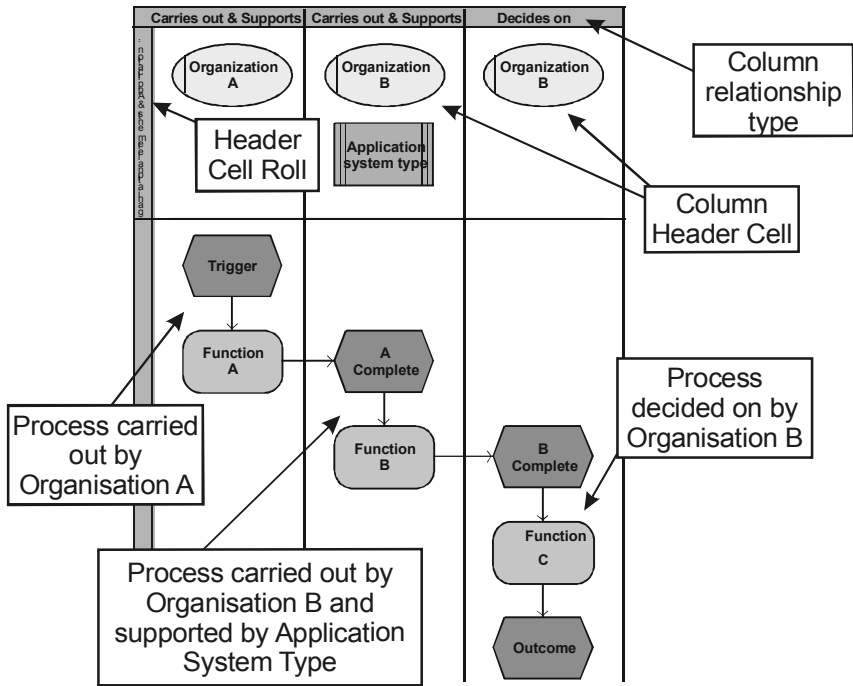 Carries out & Supports
Carries out & Supports
Decides on
Organization
A
Organization
B
Organization
B
Column
relationship
type
Header
Cell Roll
Application
system type
Column
Header Cell
Trigger
Function
A
A
Complete
Process
decided on by
Organisation B
Process carried
out by
Organisation A
Function
B
B
Complete
Function
C
Process carried out by
Organisation B and
supported by Application
System Type
Outcome